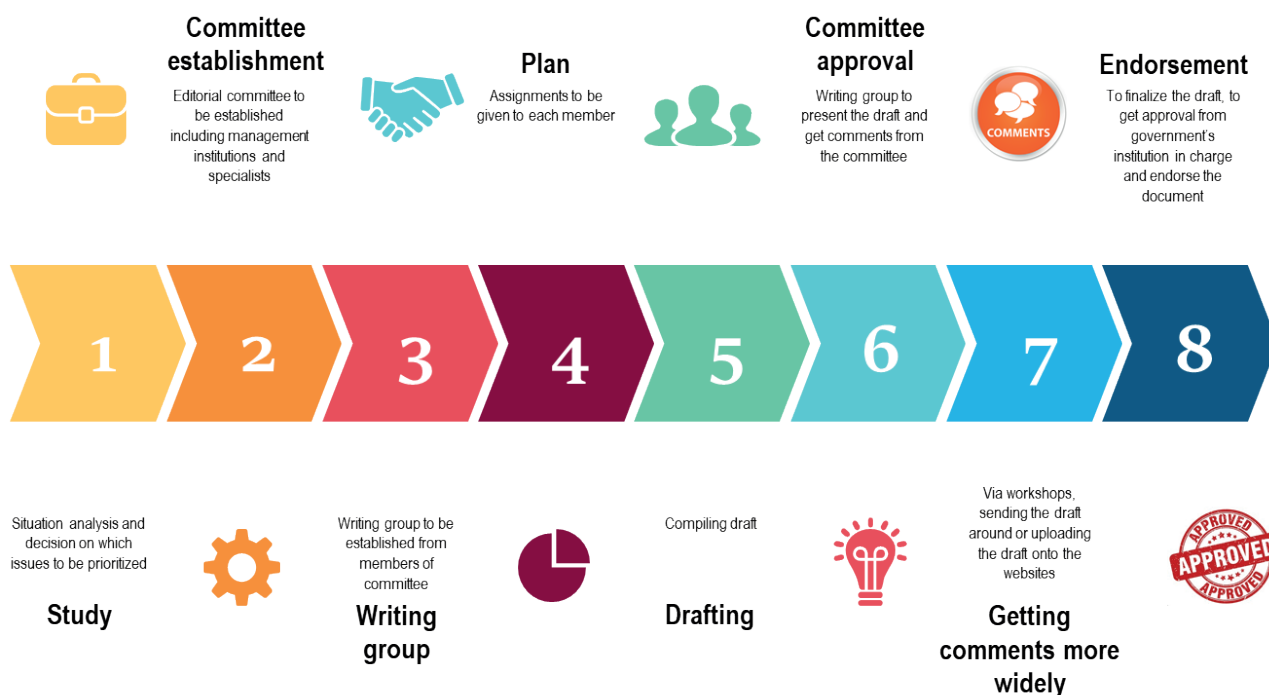 Committee
establishment
Editorial committee to
be established
including management
institutions and
specialists
Plan
Assignments to be
given to each member
Committee
approval
Writing group to
present the draft and
get comments from
the committee
COMMENTS
Endorsement
To finalize the draft, to
get approval from
government's
institution in charge
and endorse the
document
1
2
3
4
5
6
7
8
Situation analysis and
decision on which
issues to be prioritized
Study
Writing group to be
established from
members of
committee
Writing
group
Compiling draft
Drafting
Via workshops,
sending the draft
around or uploading
the draft onto the
websites
Getting
comments more
widely
APPROVED
APPROVED
APPROVED